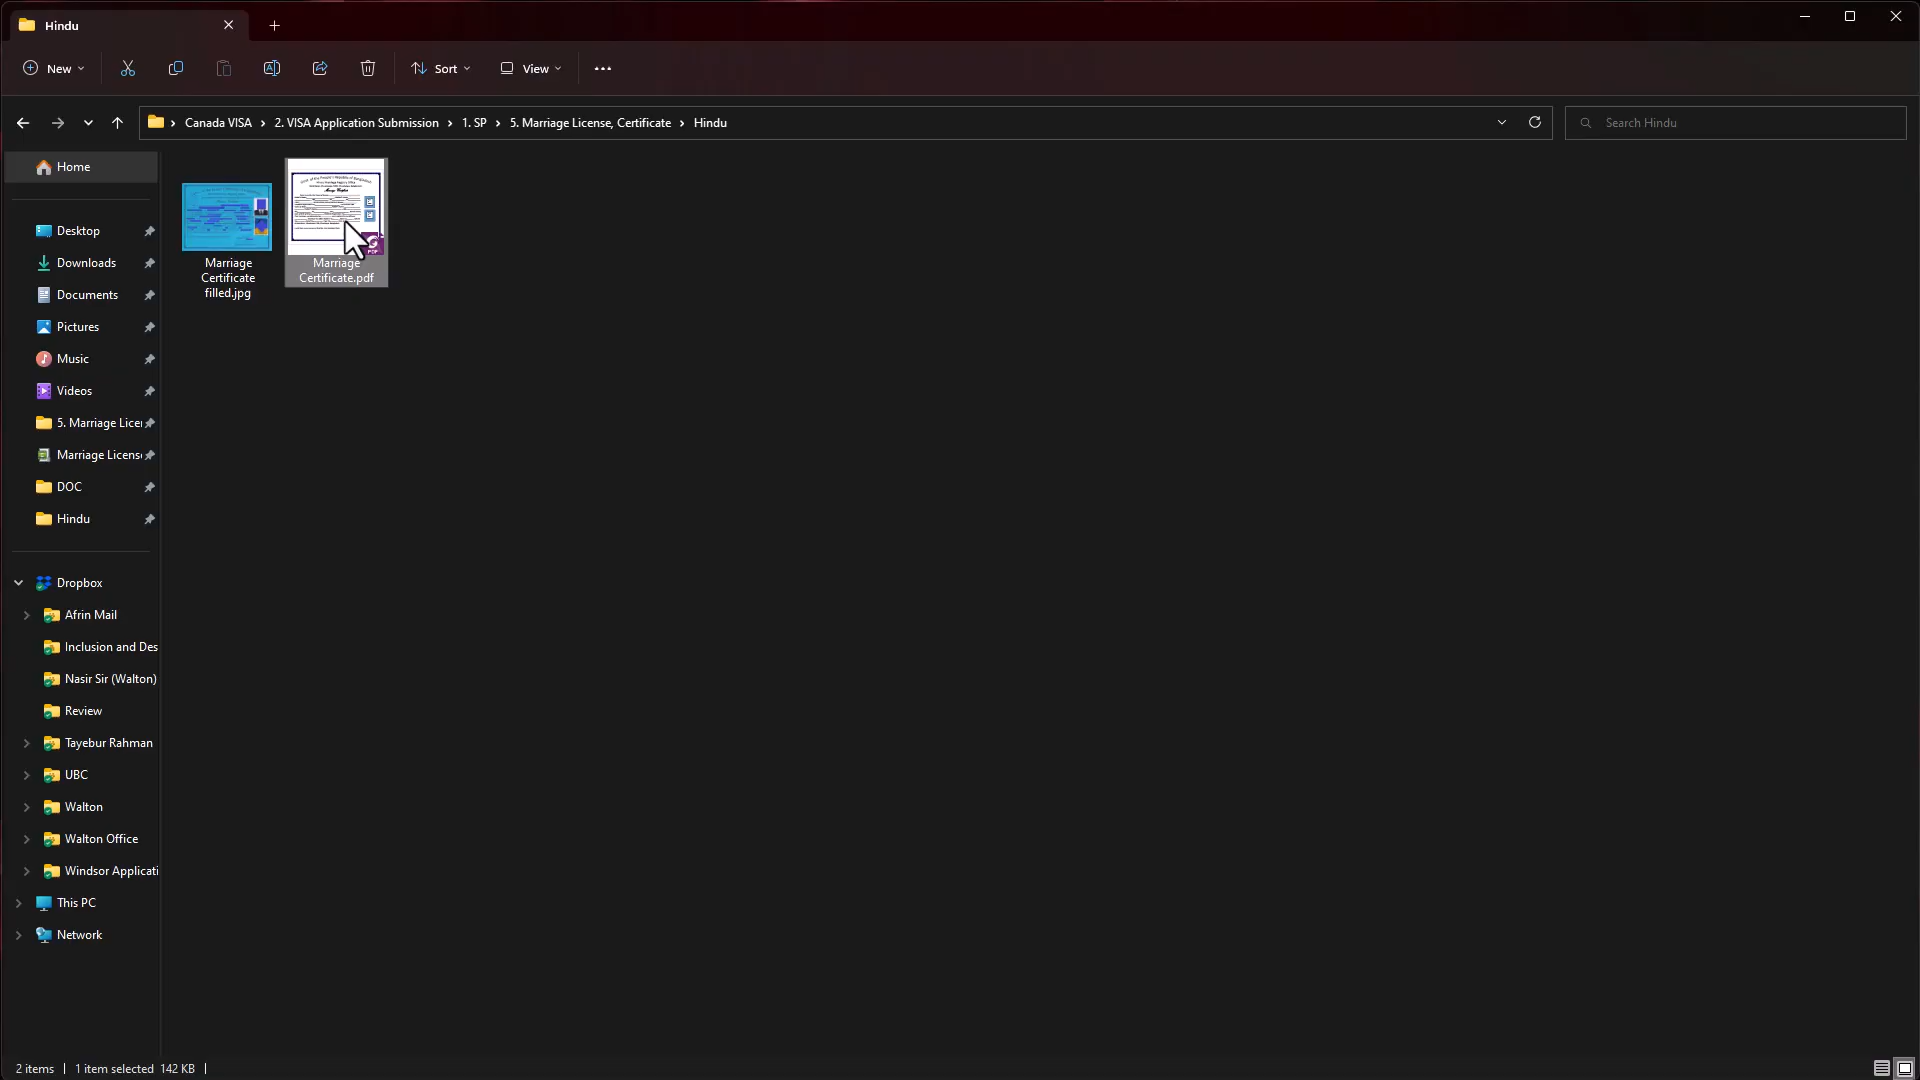 Hindu
New
Sort
View
Canada VISA
2. VISA Application Submission
1. SP
5. Marriage License, Certificate
Hindu
Search Hindu
Home
Desktop
Downloads
Documents
Pictures
Music
Videos
5. Marriage Licen
Marriage License
DOC
Hindu
Dropbox
Afrin Mail
Inclusion and Des
Nasir Sir (Walton)
Review
Tayebur Rahman
UBC
Walton
Walton Office
Windsor Applicati
This PC
Network
Marriage
Certificate
filled.jpg
PDF
Marriage
Certificate.pdf
2 items
1 item selected 142 KB